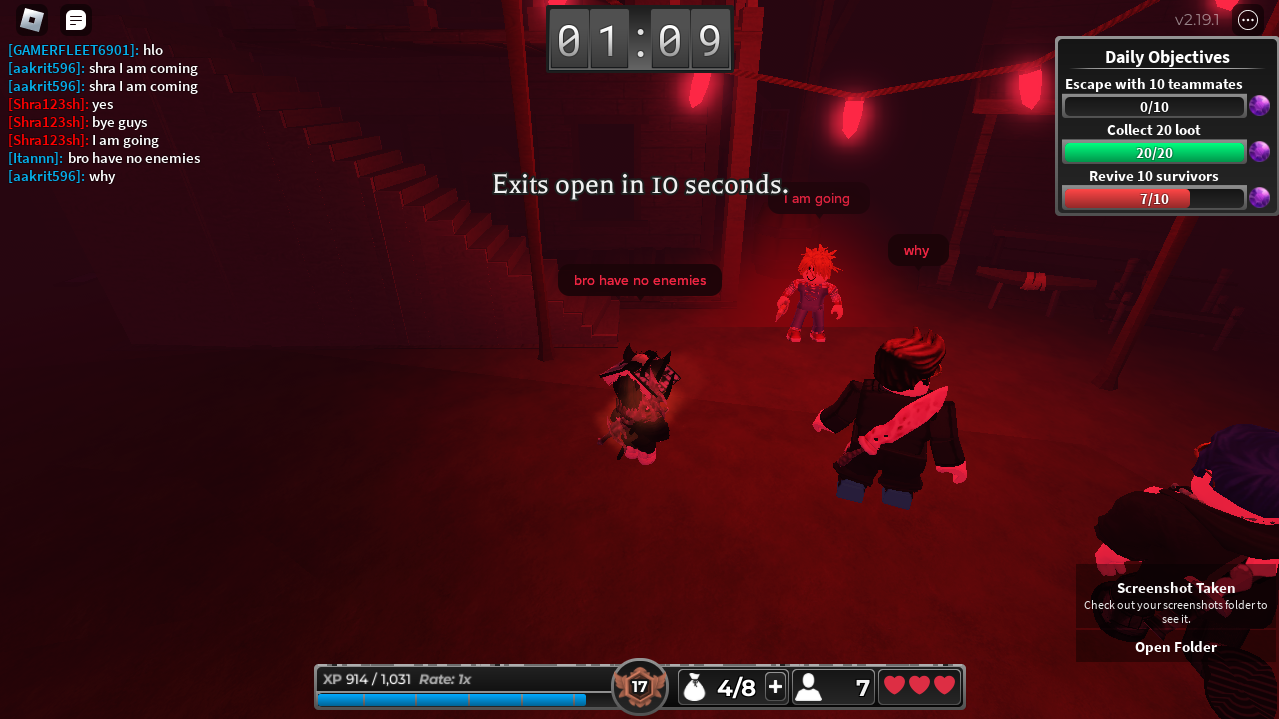 v2.19.1
01:09
[GAMERFLEET6901]: hlo
[aakrit596]: shra I am coming
[aakrit596]: shra I am coming
[Shra123sh]: yes
[Shra123sh]: bye guys
[Shra123sh]: I am going
[Itannn]: bro have no enemies
[aakrit596]: why
Daily Objectives
Escape with 10 teammates
0/10
Collect 20 loot
20/20
Revive 10 survivors
7/10
Exits open in 10 seconds.
I am going
why
bro have no enemies
Screenshot Taken
Check out your screenshots folder to
see it.
Open Folder
XP 914 / 1,031 Rate: 1x
17
4/8 +
7